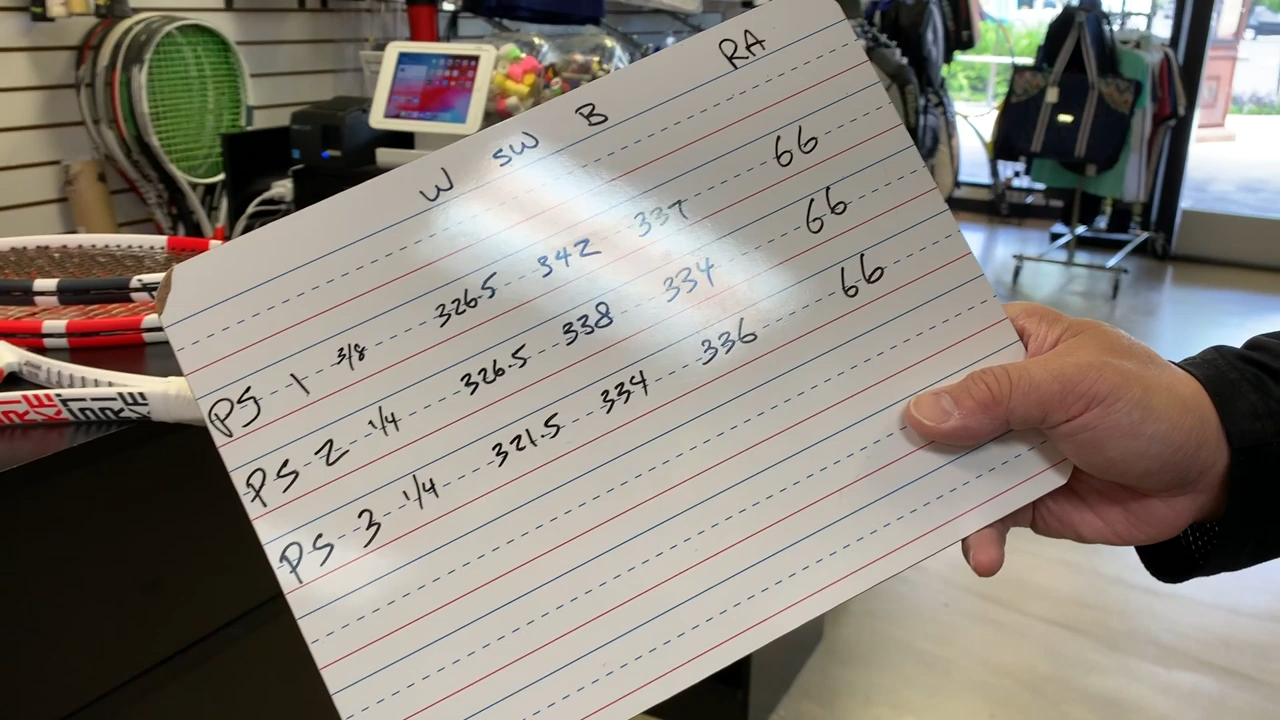 W SW B RA
PS 1 3/8 326.5 342 337 66
PS 2 1/4 326.5 338 334 66
PS 3 1/4 321.5 334 336 66